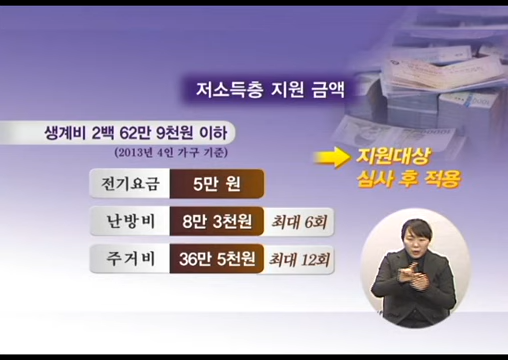 저소득층 지원 금액
생계비 2백 62만 9천원 이하
(2013년 4인 가구 기준)
지원대상
심사 후 적용
전기요금 5만 원
난방비 8만 3천원 최대 6회
주거비 36만 5천원 최대 12회